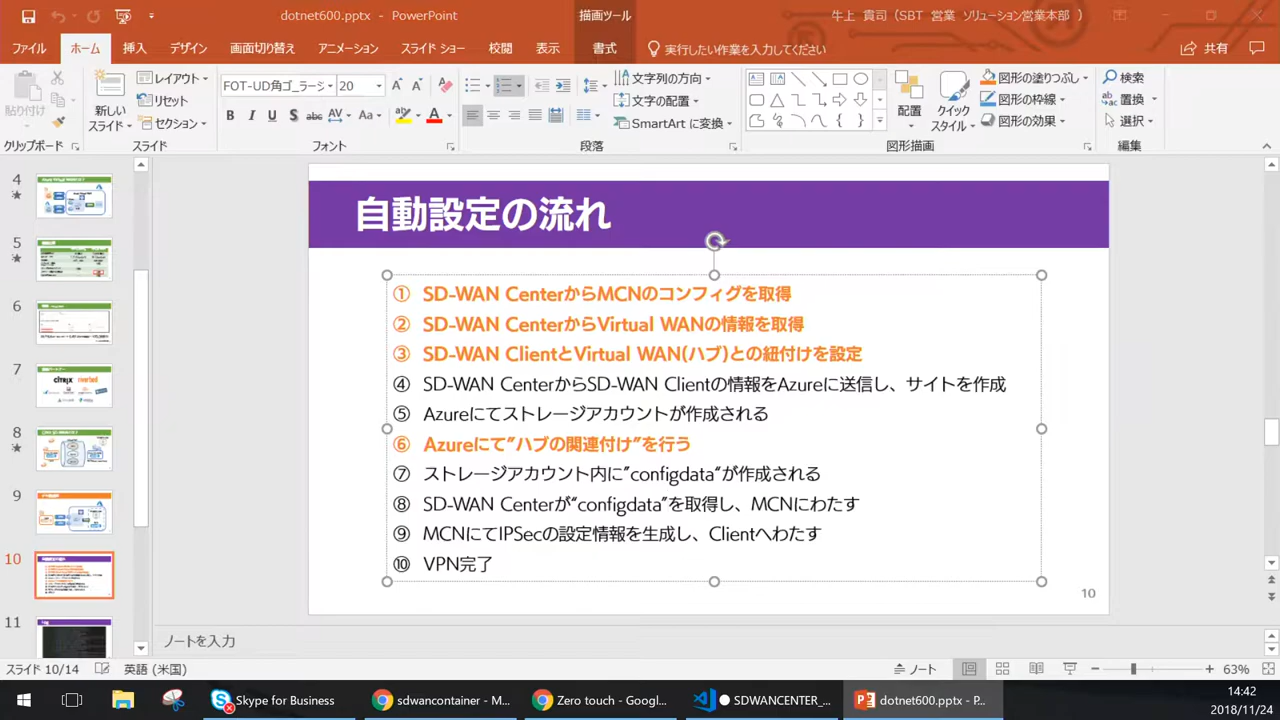 dotnet600.pptx - PowerPoint
描画ツール
牛上 貴司（SBT 営業 ソリューション営業本部 ）
ファイル
ホーム
挿入
デザイン
画面切り替え
アニメーション
スライド ショー
校閲
表示
書式
実行したい作業を入力してください
共有
貼り付け
クリップボード
新しい
スライド
レイアウト
リセット
セクション
スライド
FOT-UD角ゴ_ラージ
20
フォント
文字列の方向
文字の配置
SmartArt に変換
段落
配置
クイック
スタイル
図形の塗りつぶし
図形の枠線
図形の効果
図形描画
検索
置換
選択
編集
4
5
6
7
8
9
10
11
自動設定の流れ
① SD-WAN CenterからMCNのコンフィグを取得
② SD-WAN CenterからVirtual WANの情報を取得
③ SD-WAN ClientとVirtual WAN(ハブ)との紐付けを設定
④ SD-WAN CenterからSD-WAN Clientの情報をAzureに送信し、サイトを作成
⑤ Azureにてストレージアカウントが作成される
⑥ Azureにて”ハブの関連付け”を行う
⑦ ストレージアカウント内に”configdata“が作成される
⑧ SD-WAN Centerが“configdata”を取得し、MCNにわたす
⑨ MCNにてIPSecの設定情報を生成し、Clientへわたす
⑩ VPN完了
10
ノートを入力
スライド 10/14
英語 (米国)
ノート
63%
Skype for Business
sdwancontainer - M...
Zero touch - Googl...
● SDWANCENTER_...
dotnet600.pptx - P...
14:42
2018/11/24